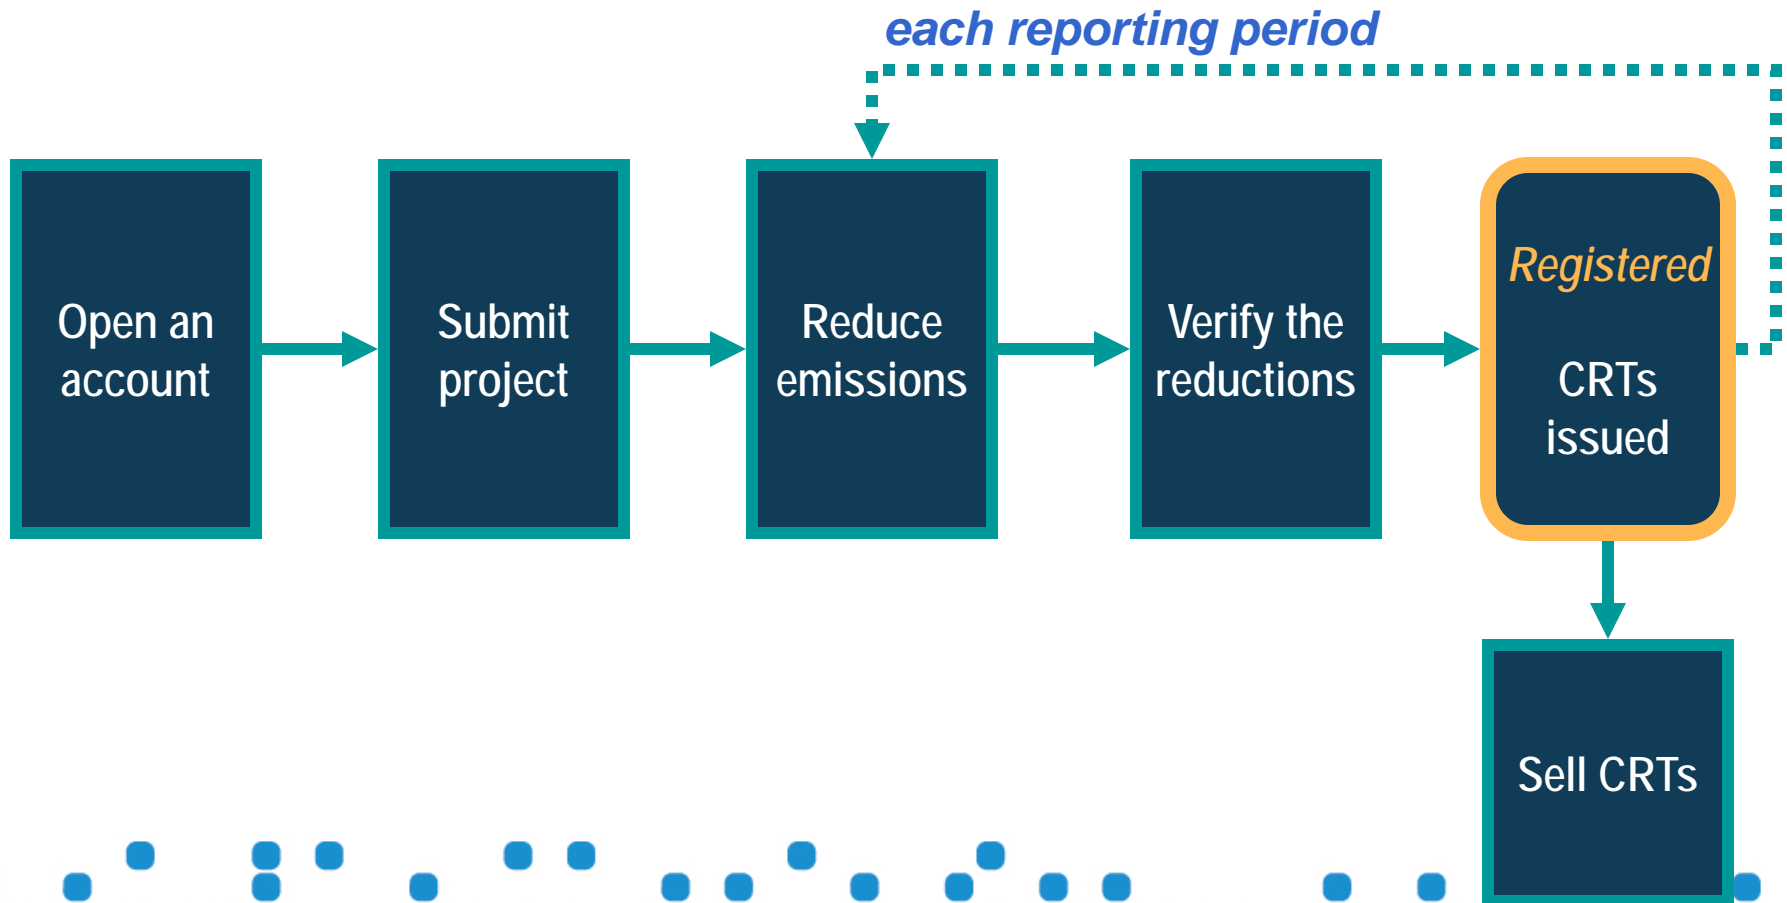 each reporting period
Open an
account
Submit
project
Reduce
emissions
Verify the
reductions
Registered
CRTs
issued
Sell CRTs